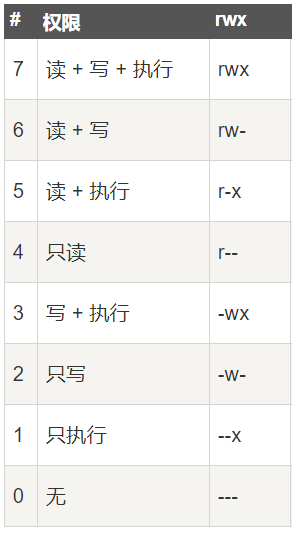 # 权限 rwx
7 读 + 写 + 执行 rwx
6 读 + 写 rw-
5 读 + 执行 r-x
4 只读 r--
3 写 + 执行 -wx
2 只写 -w-
1 只执行 --x
0 无 ---